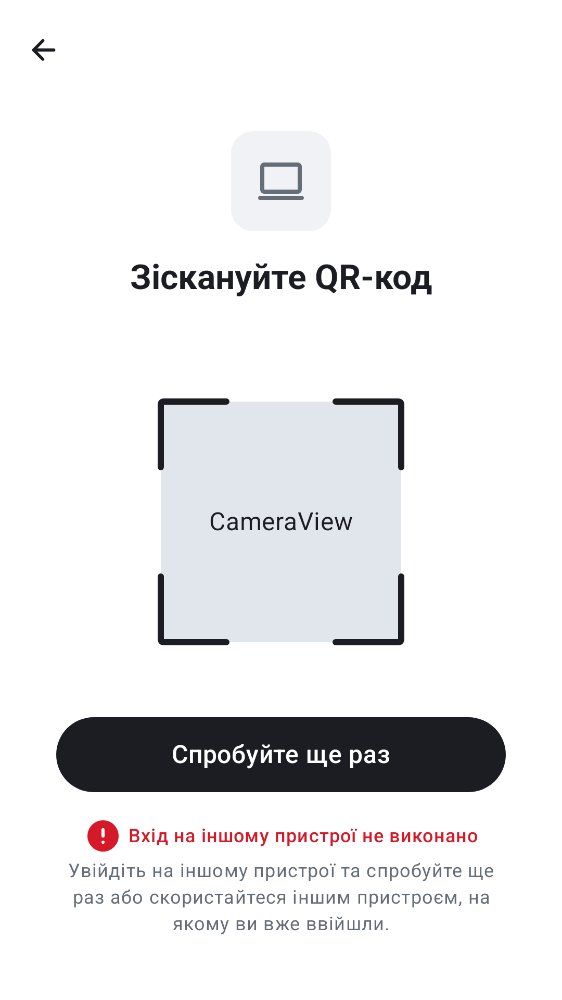 Зіскануйте QR-код
CameraView
Спробуйте ще раз
Вхід на іншому пристрої не виконано
Увійдіть на іншому пристрої та спробуйте ще
раз або скористайтеся іншим пристроєм, на
якому ви вже ввійшли.